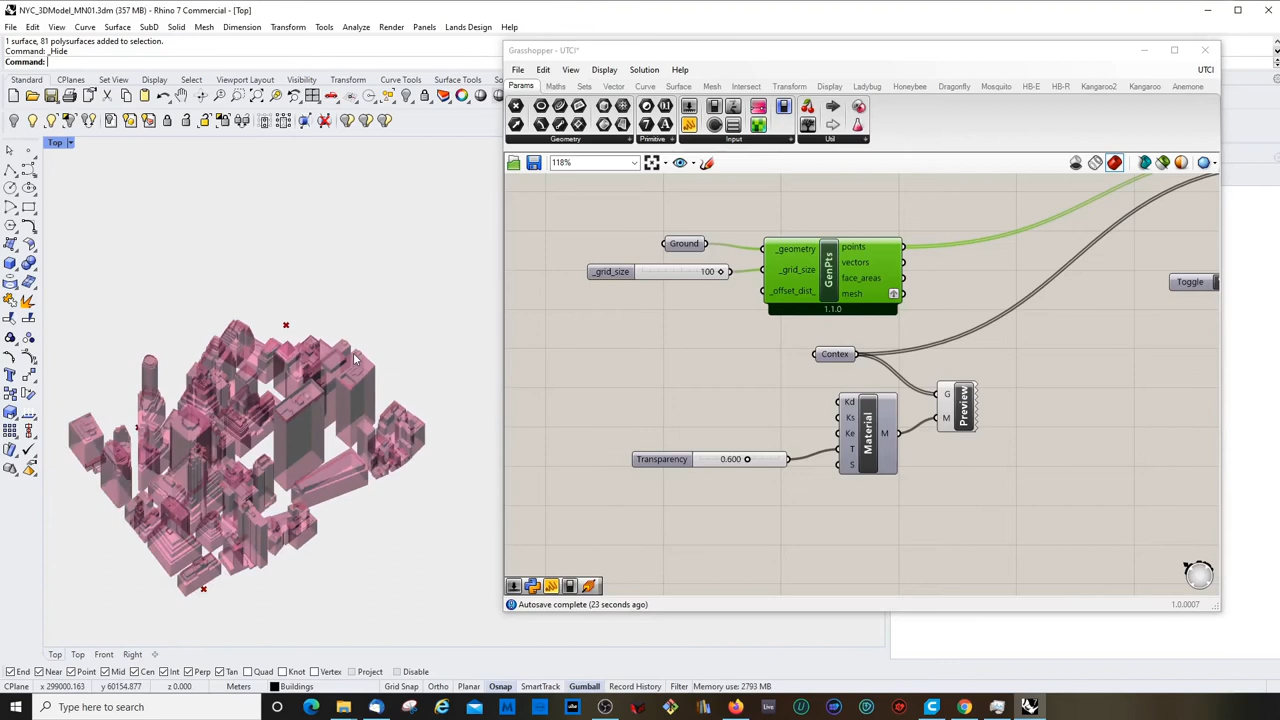 NYC_3DModel_MN01.3dm (357 MB) - Rhino 7 Commercial - [Top]
File Edit View Curve Surface SubD Solid Mesh Dimension Transform Tools Analyze Render Panels Lands Design Help
1 surface, 81 polysurfaces added to selection.
Command: _Hide
Command:
Standard CPlanes Set View Display Select Viewport Layout Visibility Transform Curve Tools Surface Tools
Top
Grasshopper - UTCI*
File Edit View Display Solution Help UTCI
Params Maths Sets Curve Surface Mesh Intersect Transform Display Ladybug Honeybee Dragonfly Mosquito HB-E HB-R Kangaroo2 Kangaroo Anemone
Geometry Primitive Input Util
118%
Ground
_grid_size 100
_geometry
_grid_size
_offset_dist_
GenPts
points
vectors
face_areas
mesh
1.1.0
Toggle
Contex
G
M
Preview
Kd
Ks
Ke
T
S
Material
M
Transparency 0.600
Autosave complete (23 seconds ago) 1.0.0007
Top Top Front Right
End Near Point Mid Cen Int Perp Tan Quad Knot Vertex Project Disable
CPlane x 299000.163 y 60154.877 z 0.000 Meters Buildings Grid Snap Ortho Planar Osnap SmartTrack Gumball Record History Filter Memory use: 2793 MB
Type here to search